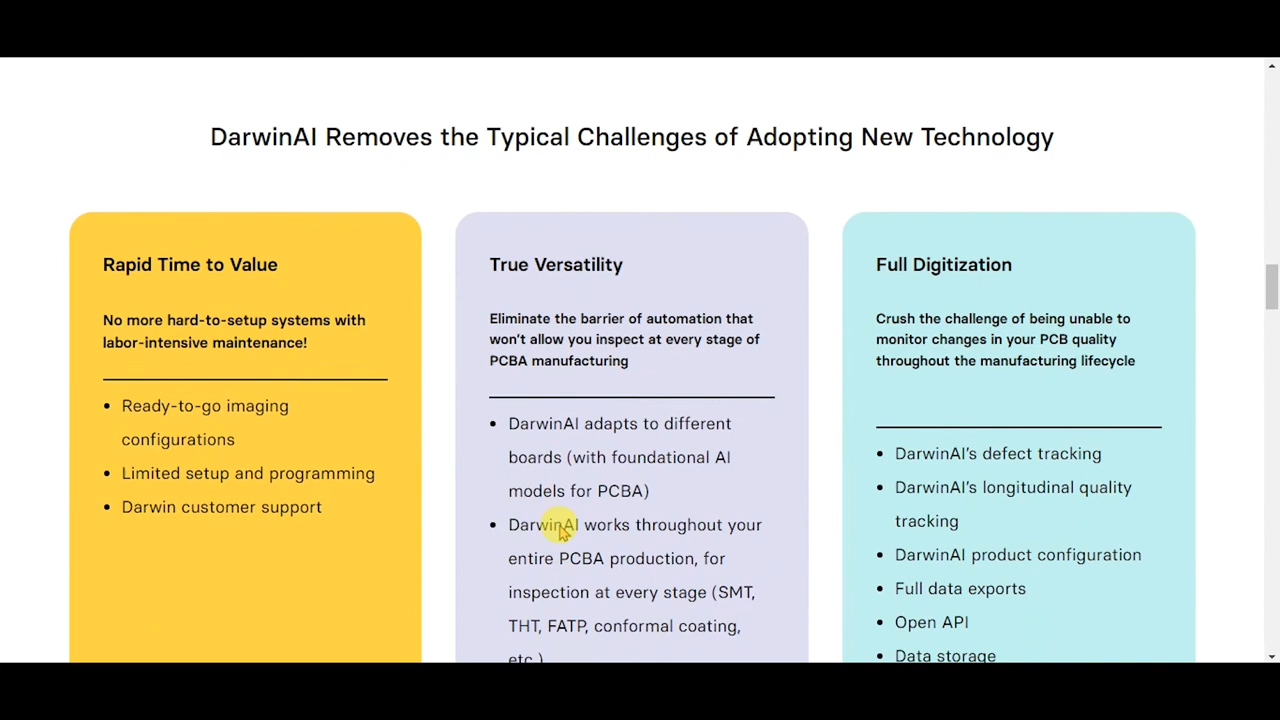 DarwinAI Removes the Typical Challenges of Adopting New Technology
Rapid Time to Value
No more hard-to-setup systems with
labor-intensive maintenance!
• Ready-to-go imaging
configurations
• Limited setup and programming
• Darwin customer support
True Versatility
Eliminate the barrier of automation that
won't allow you inspect at every stage of
PCBA manufacturing
• DarwinAI adapts to different
boards (with foundational AI
models for PCBA)
• DarwinAI works throughout your
entire PCBA production, for
inspection at every stage (SMT,
THT, FATP, conformal coating,
etc.)
Full Digitization
Crush the challenge of being unable to
monitor changes in your PCB quality
throughout the manufacturing lifecycle
• DarwinAI's defect tracking
• DarwinAI's longitudinal quality
tracking
• DarwinAI product configuration
• Full data exports
• Open API
• Data storage